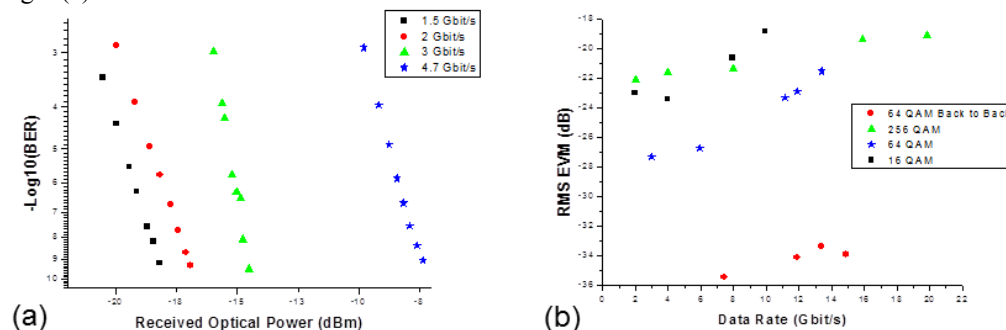 1.5 Gbit/s
2 Gbit/s
3 Gbit/s
4.7 Gbit/s
-Log10(BER)
3
4
5
6
7
8
9
10
-20
-18
-15
-13
-10
-8
Received Optical Power (dBm)
(a)
64 QAM Back to Back
256 QAM
64 QAM
16 QAM
RMS EVM (dB)
-18
-20
-22
-24
-26
-28
-30
-32
-34
-36
0 2 4 6 8 10 12 14 16 18 20 22
Data Rate (Gbit/s)
(b)